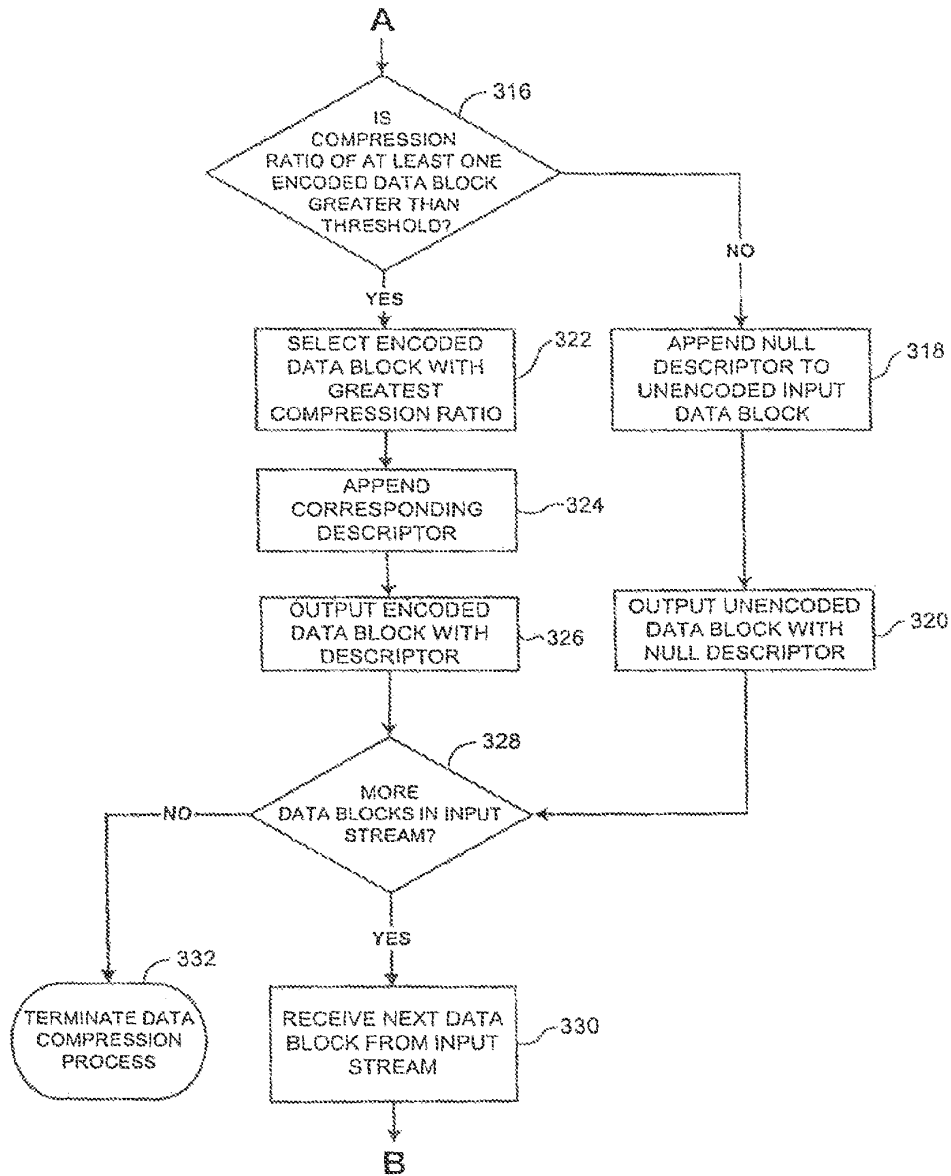 A
316
IS
COMPRESSION
RATIO OF AT LEAST ONE
ENCODED DATA BLOCK
GREATER THAN
THRESHOLD?
NO
YES
SELECT ENCODED
DATA BLOCK WITH
GREATEST
COMPRESSION RATIO
322
APPEND NULL
DESCRIPTOR TO
UNENCODED INPUT
DATA BLOCK
318
APPEND
CORRESPONDING
DESCRIPTOR
324
OUTPUT ENCODED
DATA BLOCK WITH
DESCRIPTOR
326
OUTPUT UNENCODED
DATA BLOCK WITH
NULL DESCRIPTOR
320
328
MORE
DATA BLOCKS IN INPUT
STREAM?
NO
YES
332
TERMINATE DATA
COMPRESSION
PROCESS
RECEIVE NEXT DATA
BLOCK FROM INPUT
STREAM
330
B